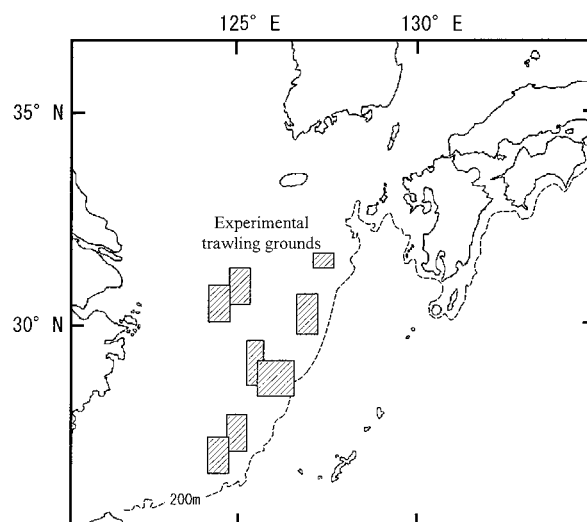 125° E
130° E
35° N
Experimental
trawling grounds
30° N
200m